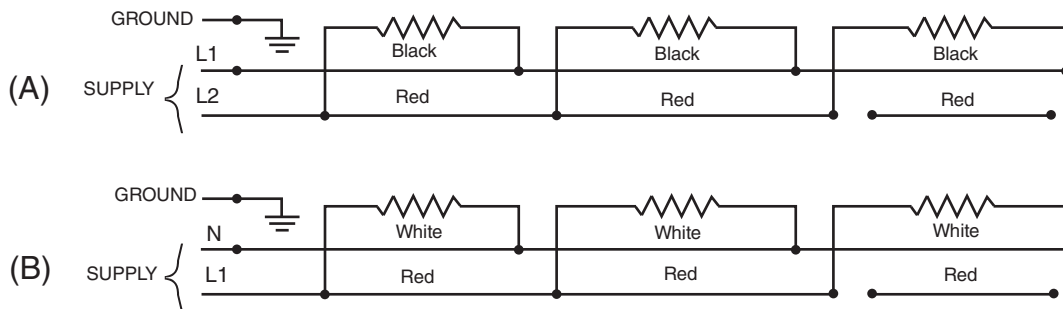 GROUND
Black Black Black
L1
(A) SUPPLY
L2 Red Red Red
GROUND
White White White
N
(B) SUPPLY
L1 Red Red Red